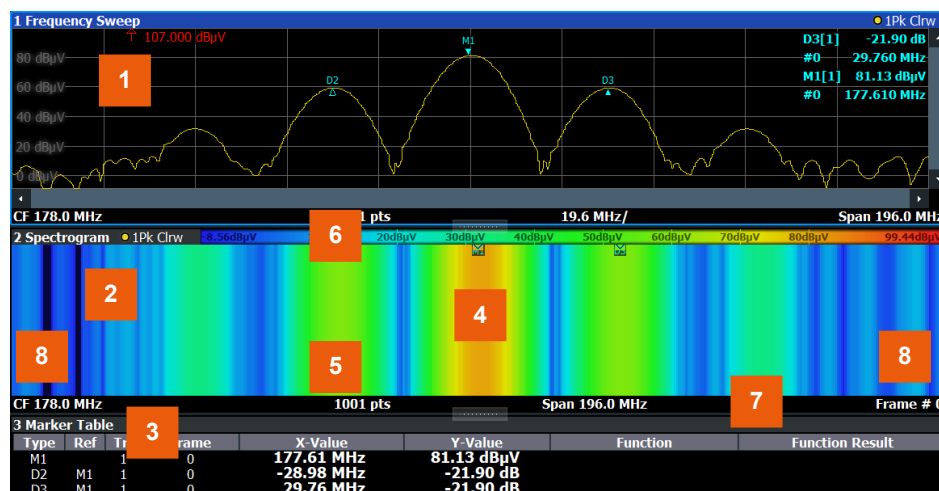 1 Frequency Sweep 1Pk Clrw
107.000 dBµV
M1
D3[1] -21.90 dB
80 dBµV
#0 29.760 MHz
1
M1[1] 81.13 dBµV
D2 D3
60 dBµV
#0 177.610 MHz
40 dBµV
20 dBµV
0 dBµV
CF 178.0 MHz pts 19.6 MHz/ Span 196.0 MHz
6
2 Spectrogram 1Pk Clrw -8.56dBµV 20dBµV 30dBµV 40dBµV 50dBµV 60dBµV 70dBµV 80dBµV 99.44dBµV
2
4
8 8
5
7
CF 178.0 MHz 1001 pts Span 196.0 MHz Frame # 0
3 Marker Table
3
Type Ref X-Value Y-Value Function Function Result
M1 1 0 177.61 MHz 81.13 dBµV
D2 M1 1 0 -28.98 MHz -21.90 dB
D3 M1 1 0 29.76 MHz -21.90 dB